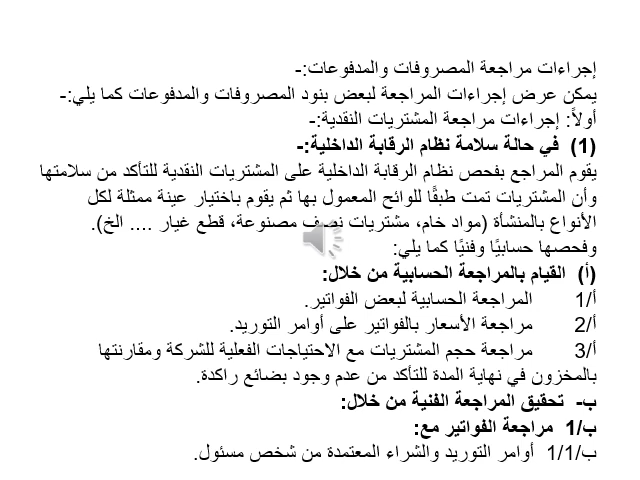 إجراءات مراجعة المصروفات والمدفوعات:-
يمكن عرض إجراءات المراجعة لبعض بنود المصروفات والمدفوعات كما يلي:-
أولاً: إجراءات مراجعة المشتريات النقدية:-
(1) في حالة سلامة نظام الرقابة الداخلية:-
يقوم المراجع بفحص نظام الرقابة الداخلية على المشتريات النقدية للتأكد من سلامتها
وأن المشتريات تمت طبقًا للوائح المعمول بها ثم يقوم باختيار عينة ممثلة لكل
الأنواع بالمنشأة (مواد خام، مشتريات نصف مصنوعة، قطع غيار .... الخ).
وفحصها حسابيًا وفنيًا كما يلي:
(أ) القيام بالمراجعة الحسابية من خلال:
أ/1 المراجعة الحسابية لبعض الفواتير.
أ/2 مراجعة الأسعار بالفواتير على أوامر التوريد.
أ/3 مراجعة حجم المشتريات مع الاحتياجات الفعلية للشركة ومقارنتها
بالمخزون في نهاية المدة للتأكد من عدم وجود بضائع راكدة.
ب- تحقيق المراجعة الفنية من خلال:
ب/1 مراجعة الفواتير مع:
ب/1/1 أوامر التوريد والشراء المعتمدة من شخص مسئول.